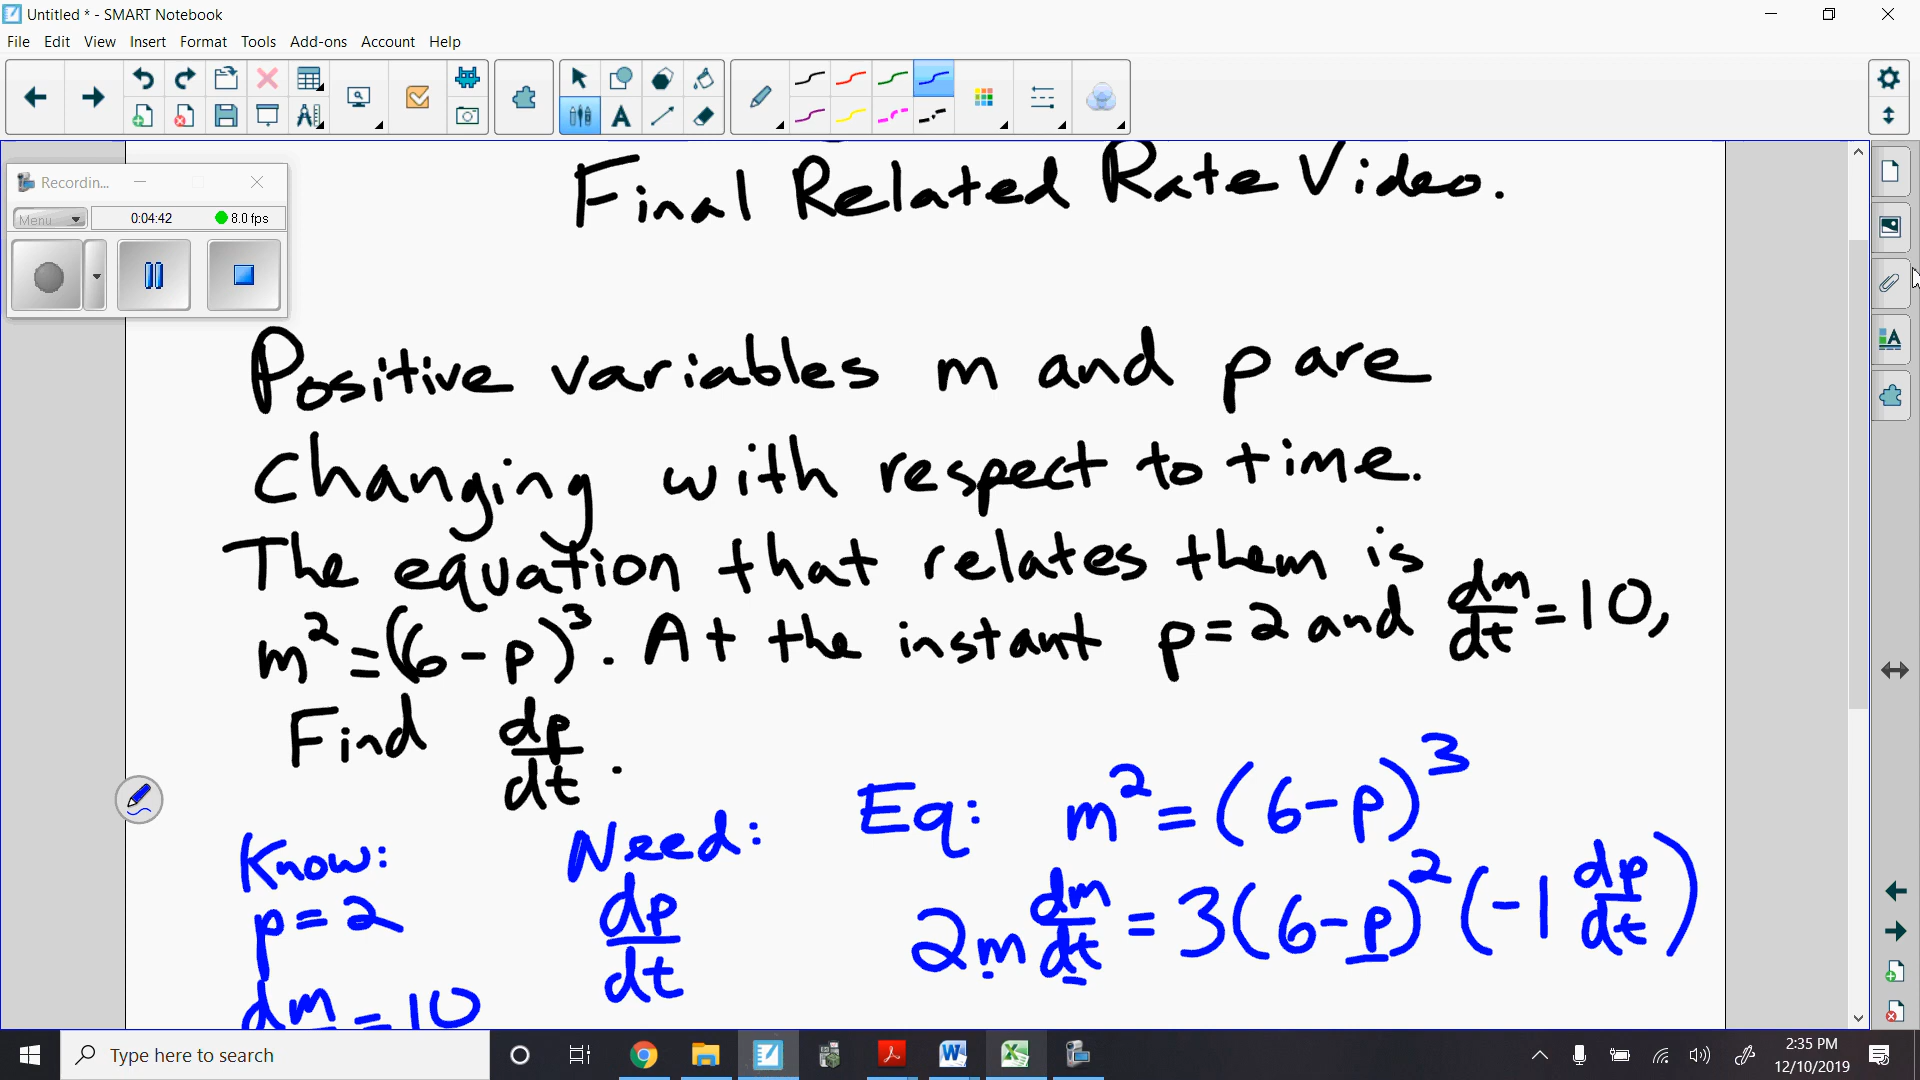 Untitled * - SMART Notebook
File Edit View Insert Format Tools Add-ons Account Help
Recordin...
Menu 0:04:42 8.0 fps
Final Related Rate Video.
Positive variables m and p are
changing with respect to time.
The equation that relates them is
m² = (6-p)³. At the instant p=2 and dm/dt = 10,
Find dp/dt.
Eq: m² = (6-p)³
Know: Need:
p=2 dp/dt 2m dm/dt = 3(6-p)²(-1 dp/dt)
dm = 10
Type here to search
2:35 PM
12/10/2019